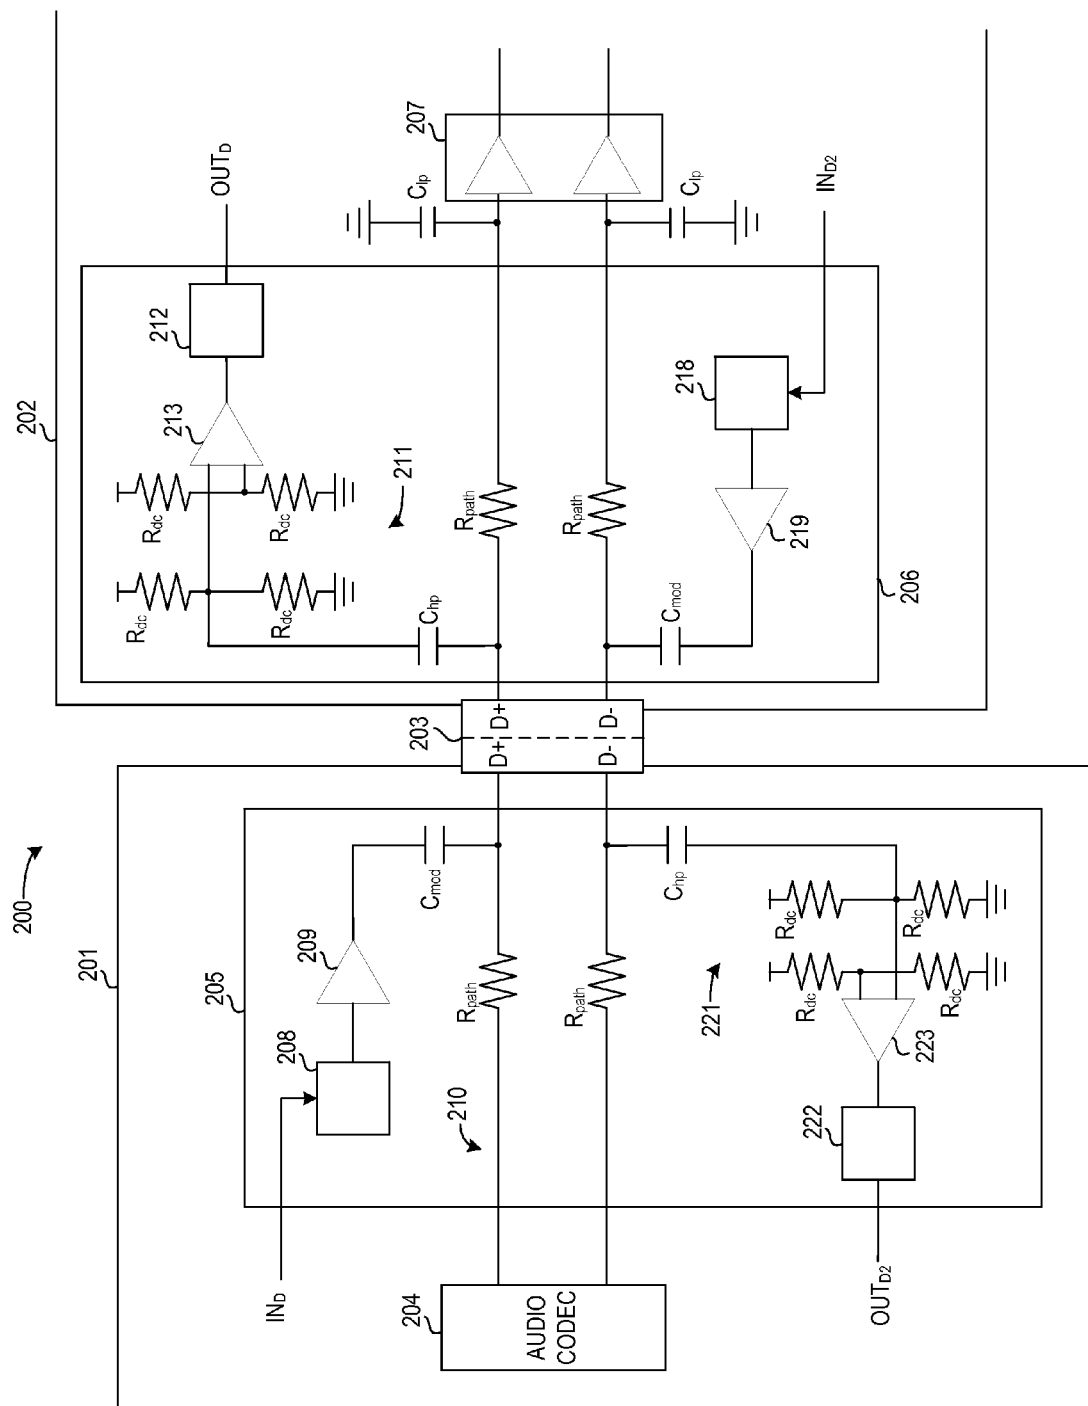 200
201
202
203
D+
D+
D-
D-
205
IND
208
209
Cmod
210
Rpath
Rpath
204
AUDIO
CODEC
Chp
Rdc
Rdc
Rdc
Rdc
221
223
222
OUTD2
206
OUTD
212
213
Rdc
Rdc
Rdc
Rdc
211
Chp
Rpath
Rpath
Cmod
219
218
IND2
207
Clp
Clp